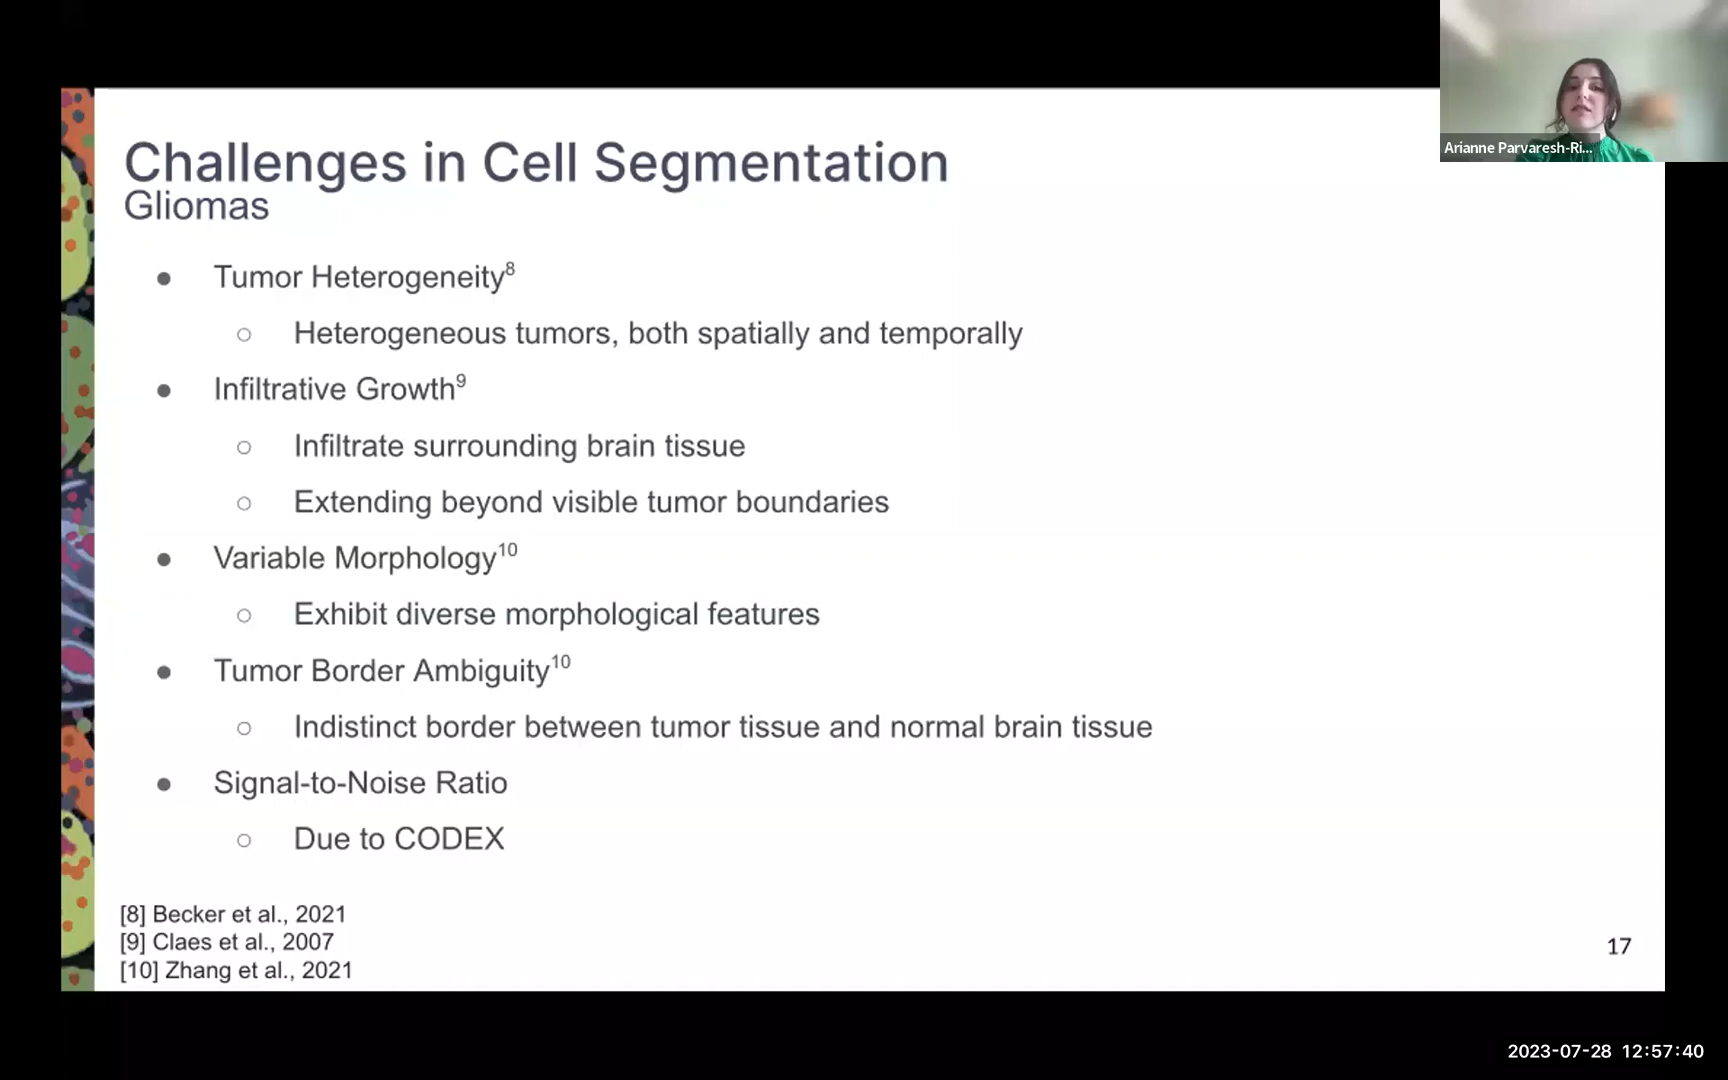 Arianne Parvaresh-Ri...
Challenges in Cell Segmentation
Gliomas
● Tumor Heterogeneity⁸
○ Heterogeneous tumors, both spatially and temporally
● Infiltrative Growth⁹
○ Infiltrate surrounding brain tissue
○ Extending beyond visible tumor boundaries
● Variable Morphology¹⁰
○ Exhibit diverse morphological features
● Tumor Border Ambiguity¹⁰
○ Indistinct border between tumor tissue and normal brain tissue
● Signal-to-Noise Ratio
○ Due to CODEX
[8] Becker et al., 2021
[9] Claes et al., 2007
[10] Zhang et al., 2021
17
2023-07-28 12:57:40